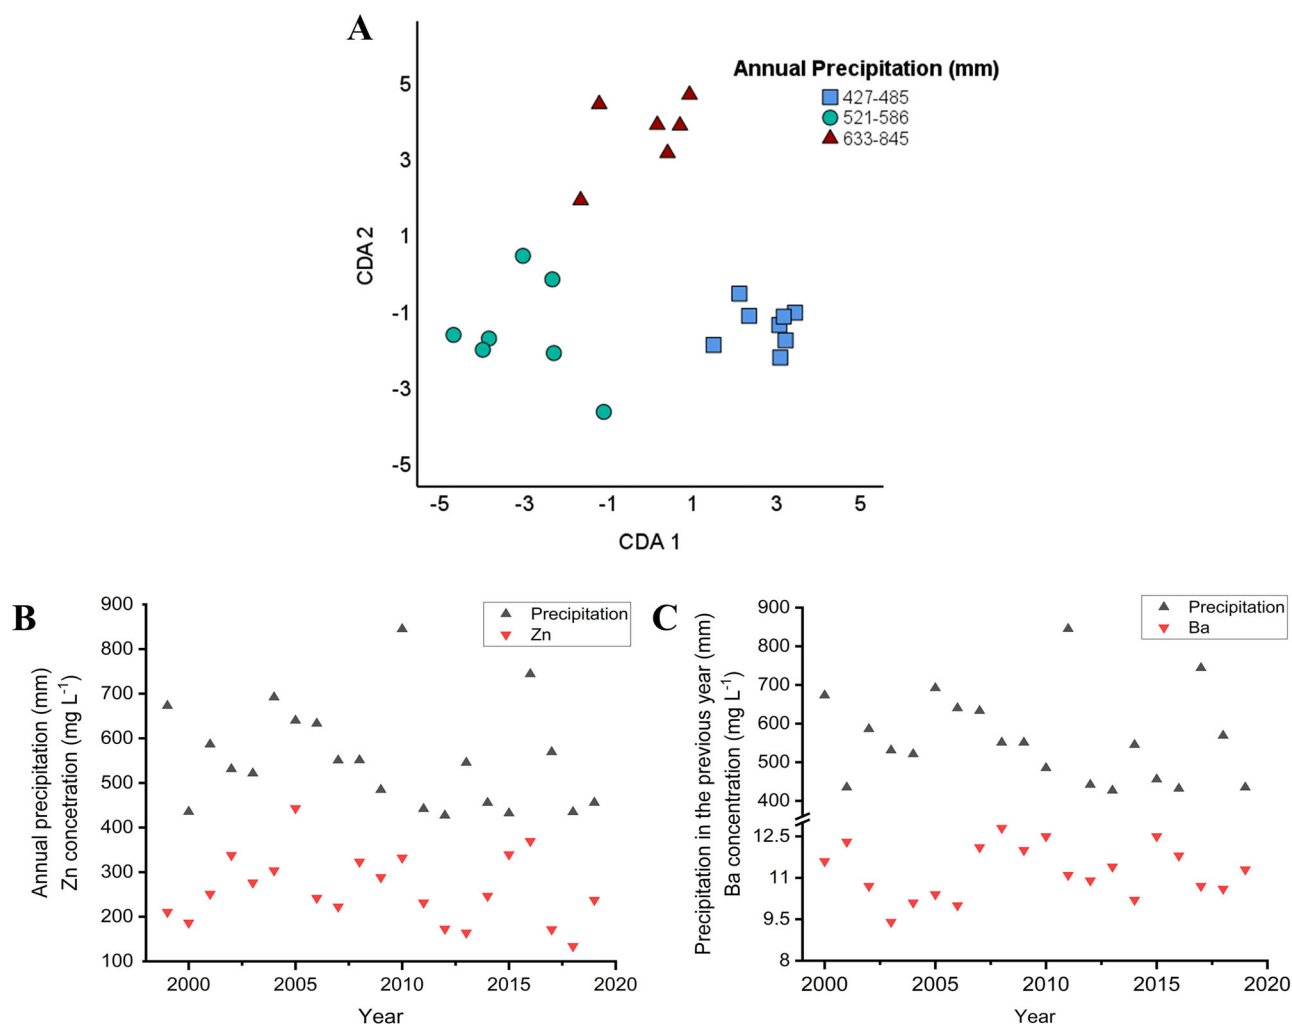 A
Annual Precipitation (mm)
427-485
521-586
633-845
5
3
1
-1
-3
-5
CDA 2
-5
-3
-1
1
3
5
CDA 1
B
Annual precipitation (mm)
Zn concetration (mg L⁻¹)
900
800
700
600
500
400
300
200
100
Precipitation
Zn
2000
2005
2010
2015
2020
Year
C
Precipitation in the previous year (mm)
Ba concentration (mg L⁻¹)
900
800
700
600
500
400
12.5
11
9.5
8
Precipitation
Ba
2000
2005
2010
2015
2020
Year